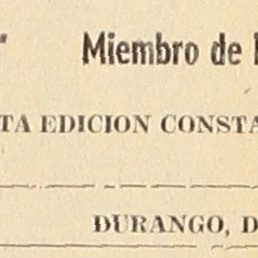 " Miembro de
TA EDICION CONSTA
DURANGO, D